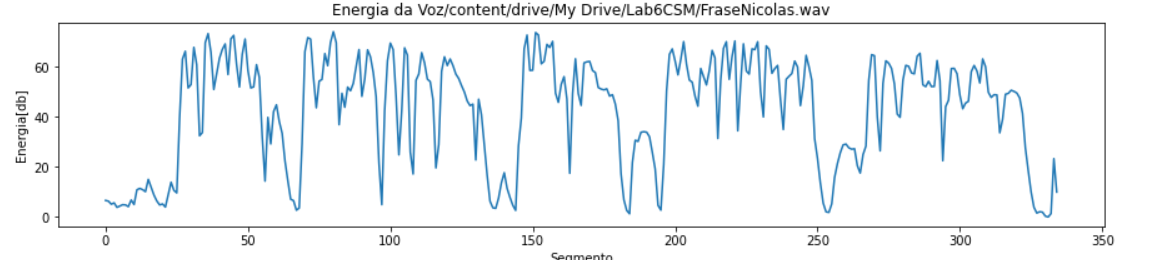 Energia da Voz/content/drive/My Drive/Lab6CSM/FraseNicolas.wav
Energia[db]
60
40
20
0
0 50 100 150 200 250 300 350
Segmento